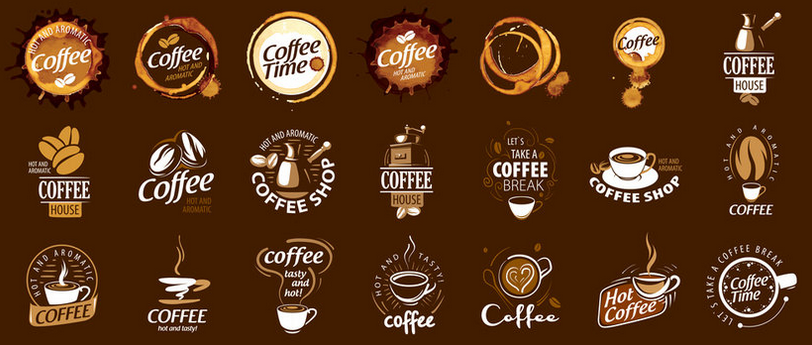 HOT AND AROMATIC
Coffee
Coffee
HOT AND
AROMATIC
Coffee
Time
Coffee
HOT AND
AROMATIC
Coffee
COFFEE
HOUSE
HOT AND
AROMATIC
COFFEE
HOUSE
Coffee
HOT AND
AROMATIC
HOT AND AROMATIC
COFFEE SHOP
COFFEE
HOUSE
LET`S
TAKE A
COFFEE
BREAK
HOT AND
AROMATIC
COFFEE SHOP
HOT AND AROMATIC
COFFEE
HOT AND AROMATIC
COFFEE
COFFEE
hot and tasty!
coffee
tasty
and
hot!
HOT AND TASTY!
coffee
Coffee
Hot
Coffee
LET`S TAKE A COFFEE BREAK
Coffee
Time